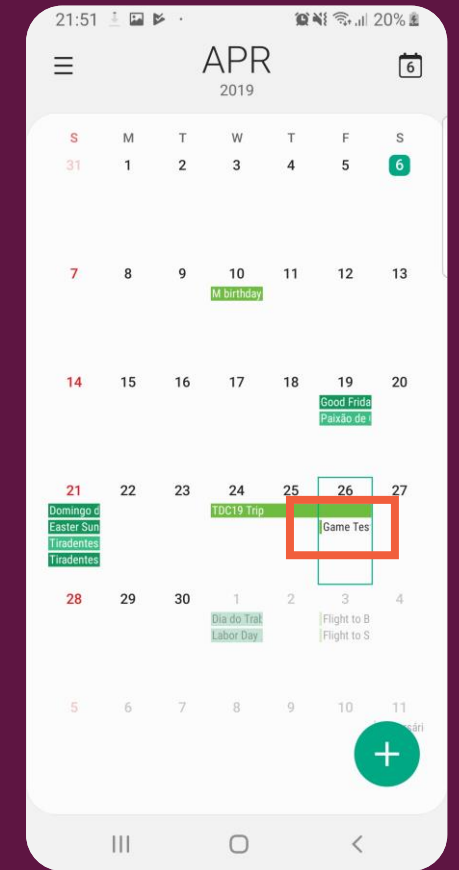 21:51 20%
APR 6
2019
S M T W T F S
31 1 2 3 4 5 6
7 8 9 10 11 12 13
M birthday
14 15 16 17 18 19 20
Good Frida
Paixão de
21 22 23 24 25 26 27
Domingo d TDC19 Trip
Easter Sun Game Tes
Tiradentes
Tiradentes
28 29 30 1 2 3 4
Dia do Trab Flight to B
Labor Day Flight to S
5 6 7 8 9 10 11
+